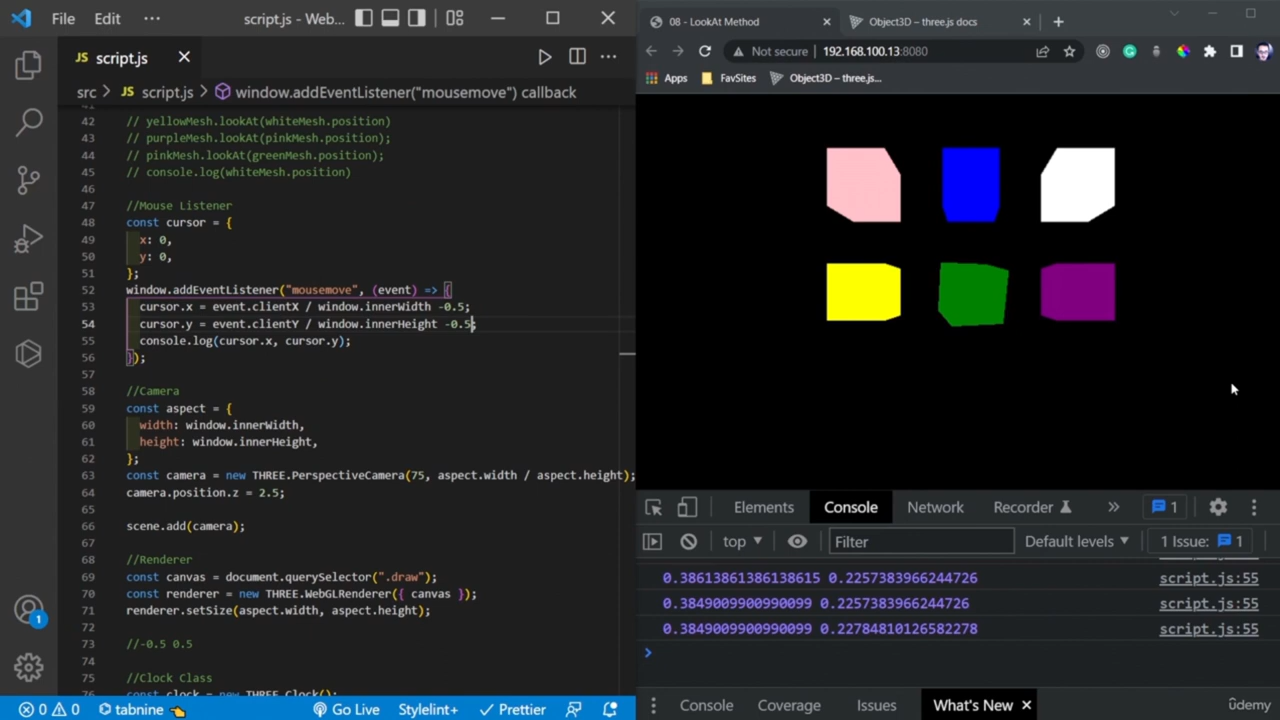 File Edit ··· script.js - Web...
JS script.js
src > JS script.js > window.addEventListener("mousemove") callback
41
42 // yellowMesh.lookAt(whiteMesh.position)
43 // purpleMesh.lookAt(pinkMesh.position);
44 // pinkMesh.lookAt(greenMesh.position);
45 // console.log(whiteMesh.position)
46
47 //Mouse Listener
48 const cursor = {
49 x: 0,
50 y: 0,
51 };
52 window.addEventListener("mousemove", (event) => {
53 cursor.x = event.clientX / window.innerWidth -0.5;
54 cursor.y = event.clientY / window.innerHeight -0.5;
55 console.log(cursor.x, cursor.y);
56 });
57
58 //Camera
59 const aspect = {
60 width: window.innerWidth,
61 height: window.innerHeight,
62 };
63 const camera = new THREE.PerspectiveCamera(75, aspect.width / aspect.height);
64 camera.position.z = 2.5;
65
66 scene.add(camera);
67
68 //Renderer
69 const canvas = document.querySelector(".draw");
70 const renderer = new THREE.WebGLRenderer({ canvas });
71 renderer.setSize(aspect.width, aspect.height);
72
73 //-0.5 0.5
74
75 //Clock Class
76 const clock = new THREE.Clock();
1
0 0 tabnine Go Live Stylelint+ Prettier
08 - LookAt Method Object3D – three.js docs
Not secure 192.168.100.13:8080
Apps FavSites Object3D – three.js...
Elements Console Network Recorder 1
top Filter Default levels 1 Issue: 1
0.38613861386138615 0.2257383966244726 script.js:55
0.3849009900990099 0.2257383966244726 script.js:55
0.3849009900990099 0.22784810126582278 script.js:55
Console Coverage Issues What's New
ûdemy